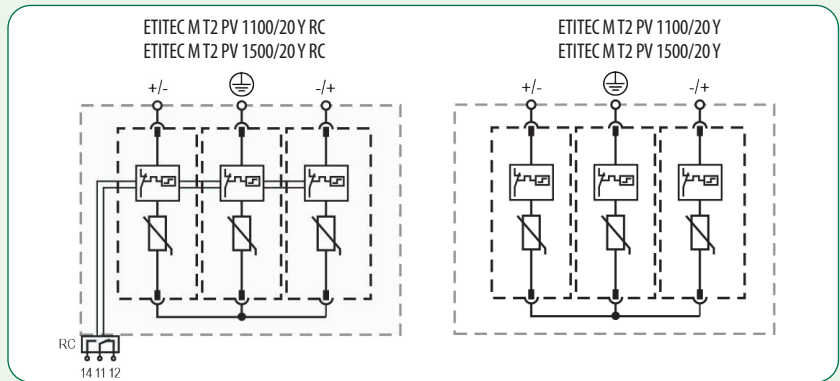 ETITEC M T2 PV 1100/20 Y RC
ETITEC M T2 PV 1500/20 Y RC
+/-
-/+
RC
14 11 12
ETITEC M T2 PV 1100/20 Y
ETITEC M T2 PV 1500/20 Y
+/-
-/+